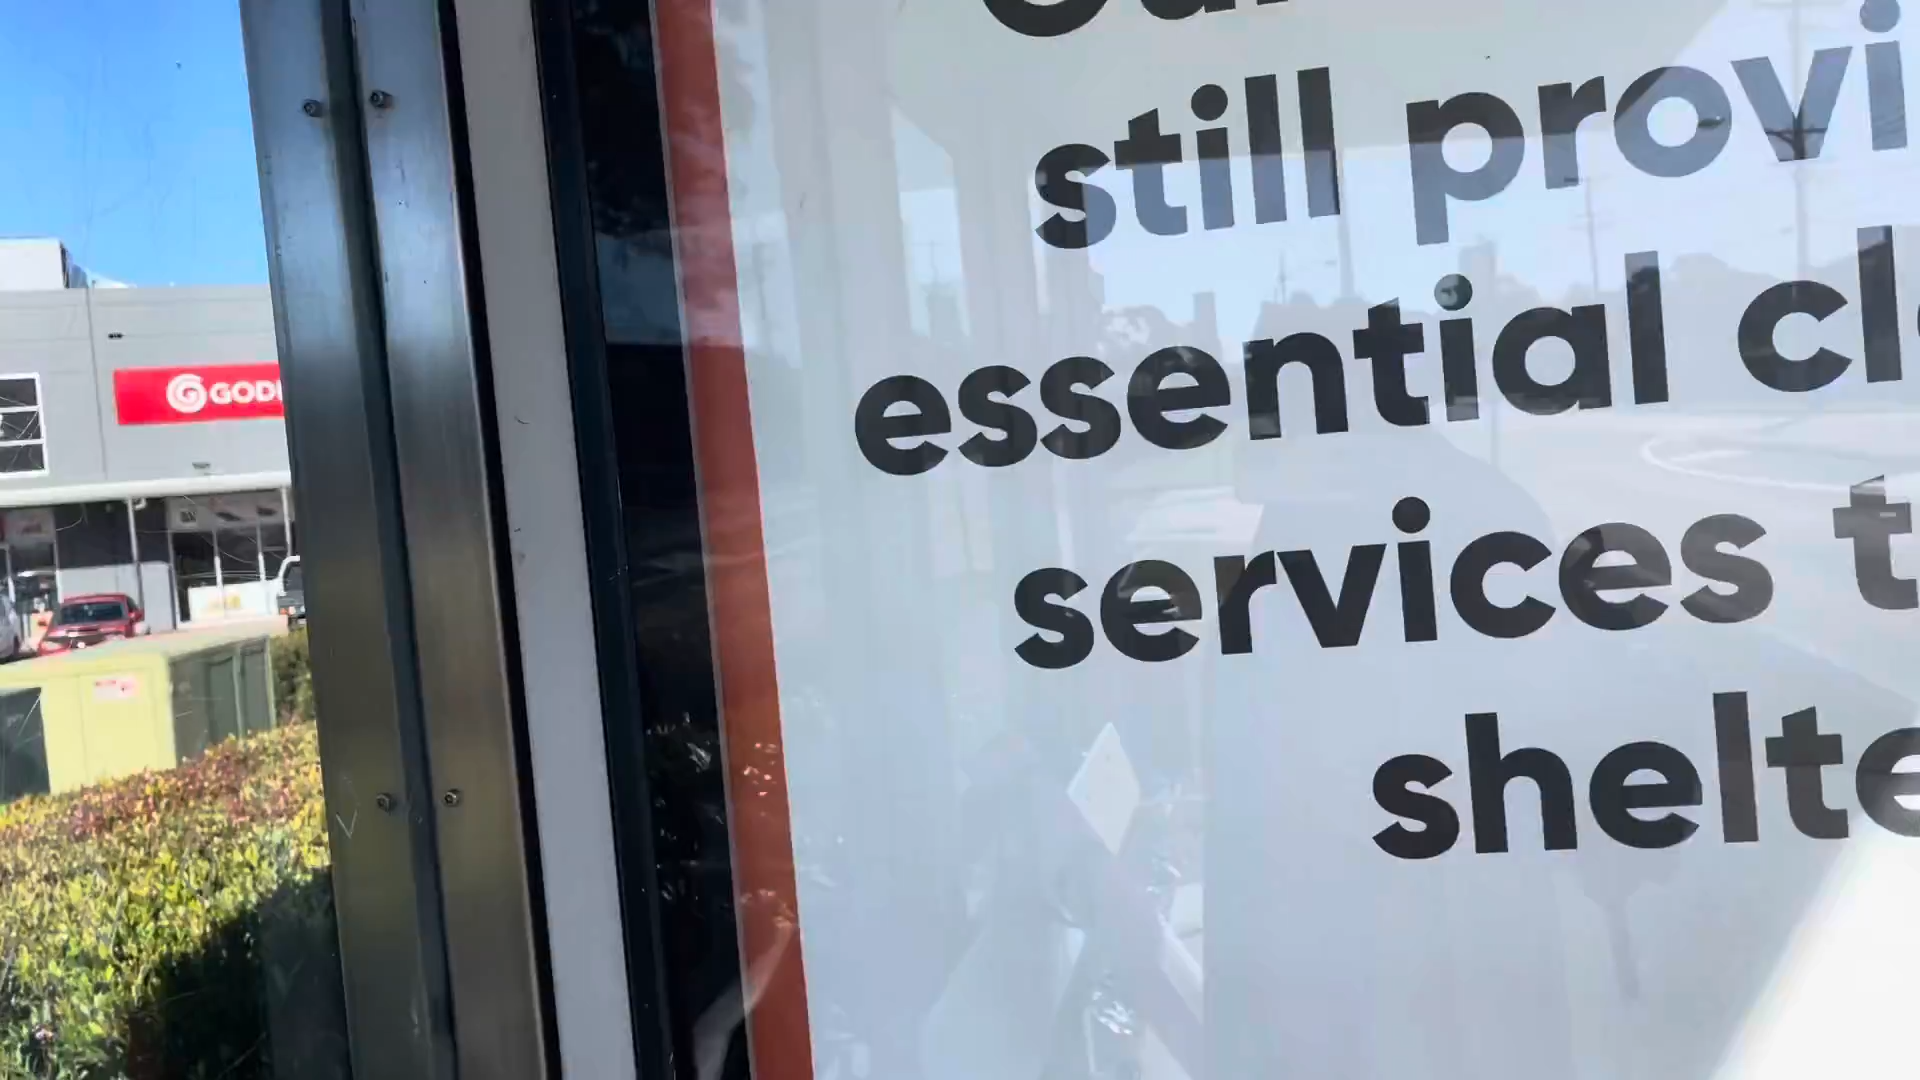 still provi
essential cl
services t
shelte
GOD